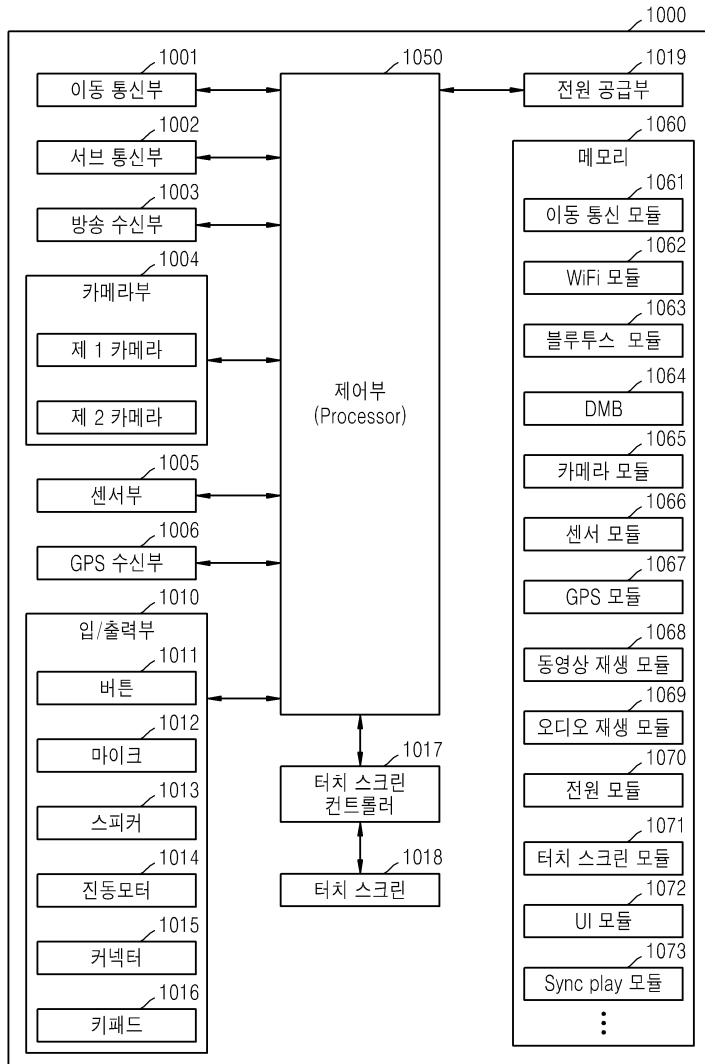 1000
1001
이동 통신부
1002
서브 통신부
1003
방송 수신부
1004
카메라부
제 1 카메라
제 2 카메라
1005
센서부
1006
GPS 수신부
1010
입/출력부
1011
버튼
1012
마이크
1013
스피커
1014
진동모터
1015
커넥터
1016
키패드
1050
제어부
(Processor)
1017
터치 스크린
컨트롤러
1018
터치 스크린
1019
전원 공급부
1060
메모리
1061
이동 통신 모듈
1062
WiFi 모듈
1063
블루투스 모듈
1064
DMB
1065
카메라 모듈
1066
센서 모듈
1067
GPS 모듈
1068
동영상 재생 모듈
1069
오디오 재생 모듈
1070
전원 모듈
1071
터치 스크린 모듈
1072
UI 모듈
1073
Sync play 모듈